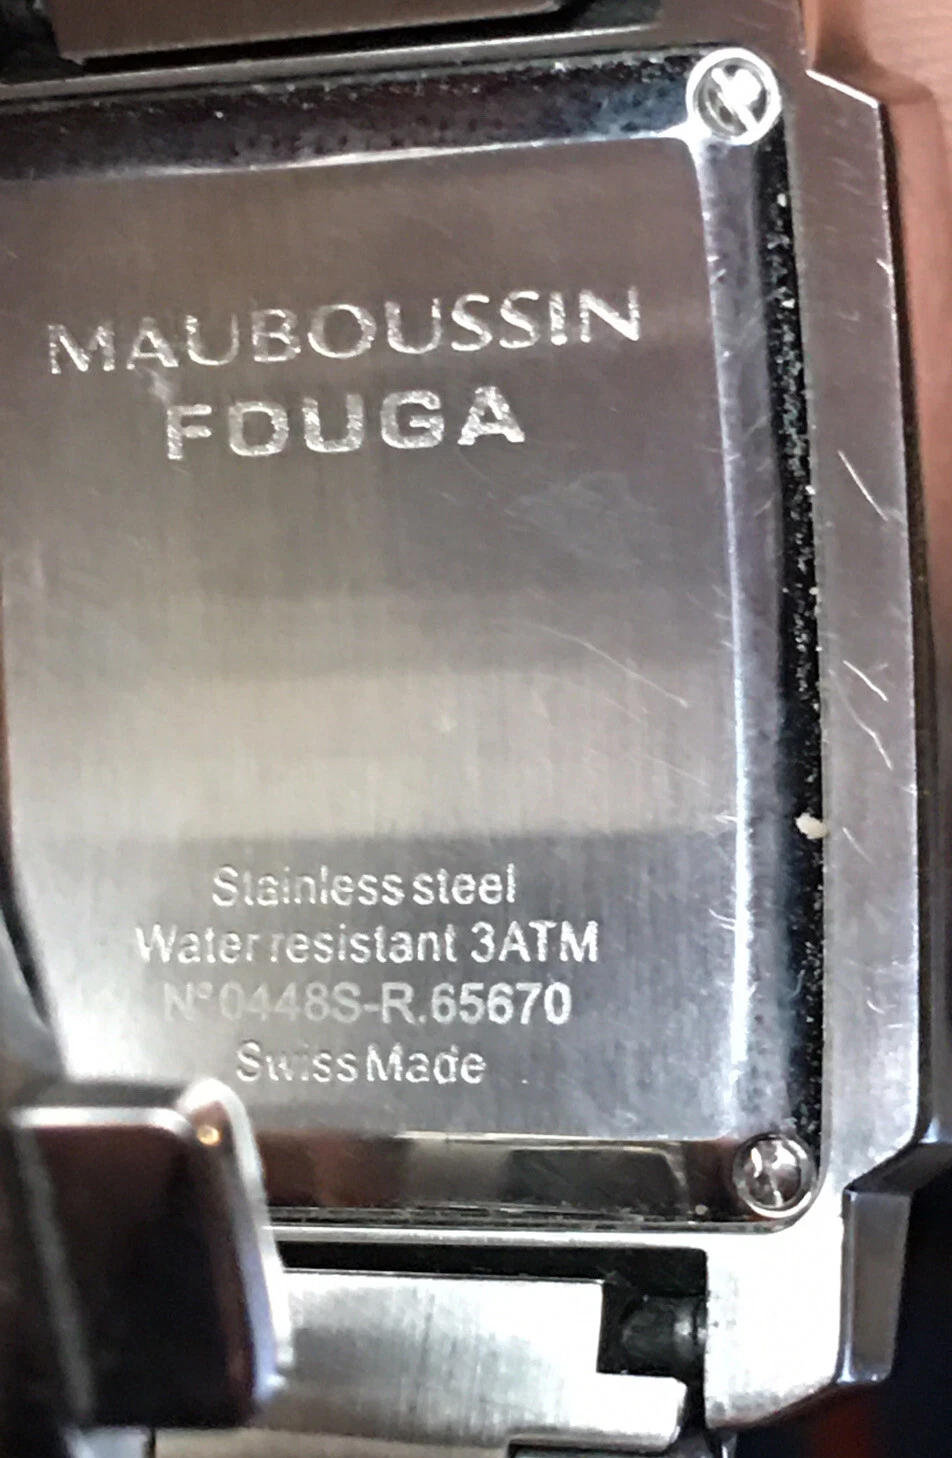 MAUBOUSSIN
FOUGA
Stainless steel
Water resistant 3ATM
N° 0448S-R.65670
Swiss Made